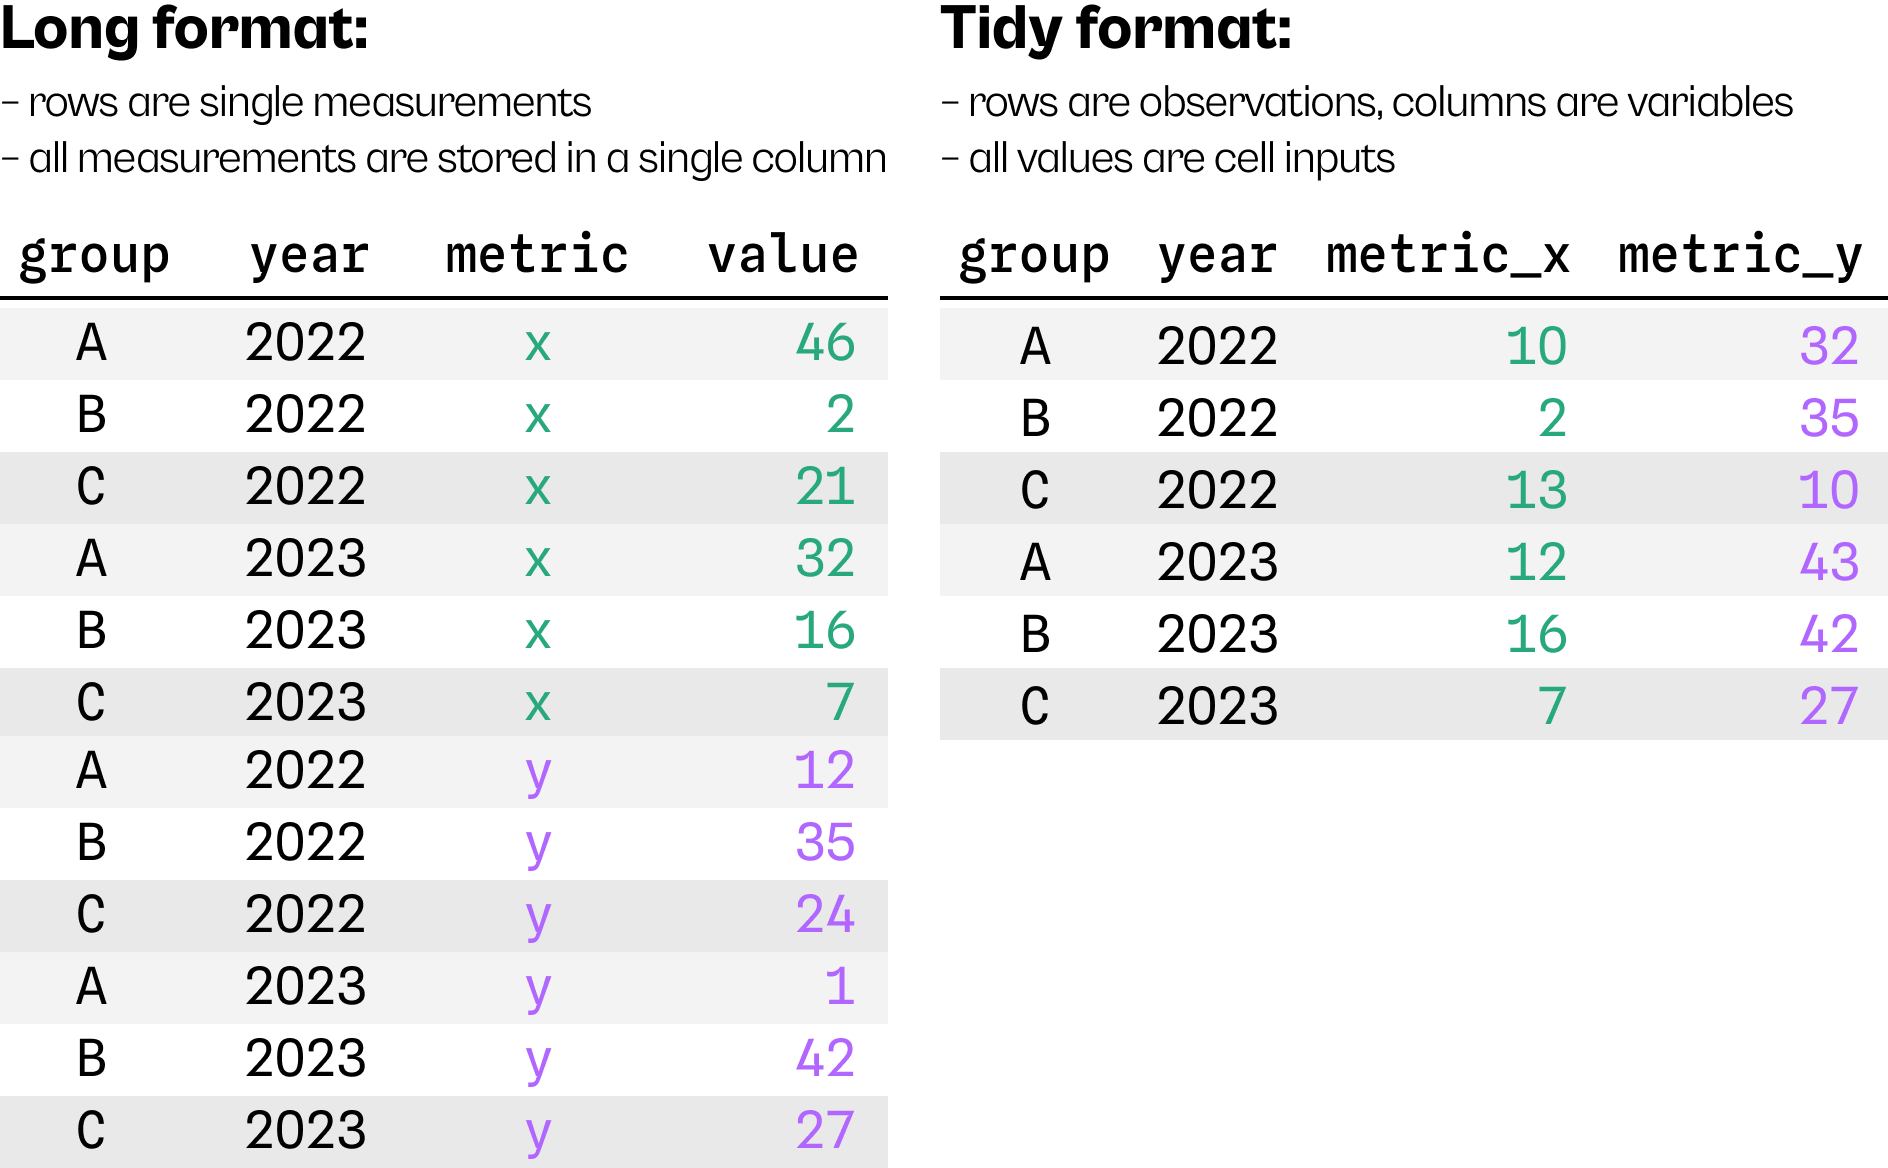 Long format:
– rows are single measurements
– all measurements are stored in a single column
group year metric value
A 2022 x 46
B 2022 x 2
C 2022 x 21
A 2023 x 32
B 2023 x 16
C 2023 x 7
A 2022 y 12
B 2022 y 35
C 2022 y 24
A 2023 y 1
B 2023 y 42
C 2023 y 27
Tidy format:
– rows are observations, columns are variables
– all values are cell inputs
group year metric_x metric_y
A 2022 10 32
B 2022 2 35
C 2022 13 10
A 2023 12 43
B 2023 16 42
C 2023 7 27